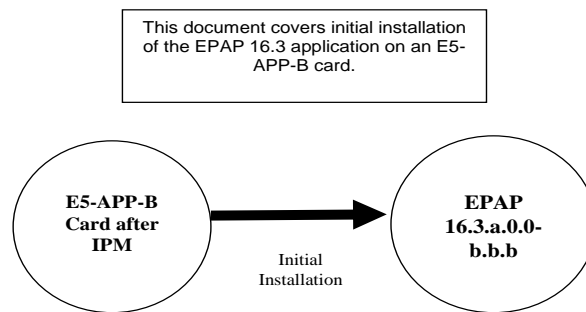 This document covers initial installation
of the EPAP 16.3 application on an E5-
APP-B card.
E5-APP-B
Card after
IPM
Initial
Installation
EPAP
16.3.a.0.0-
b.b.b